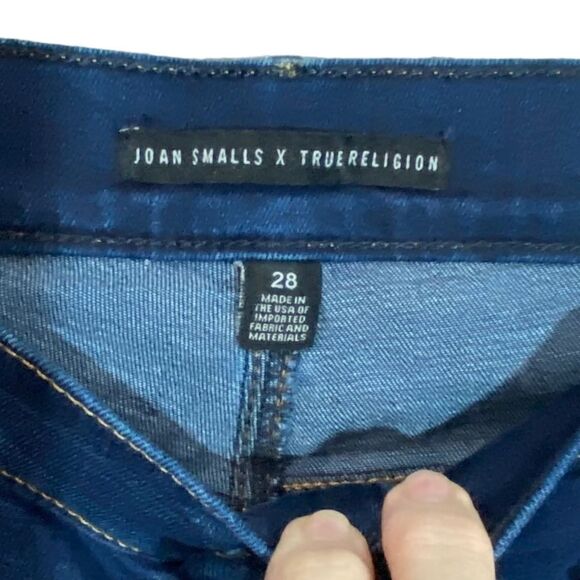 JOAN SMALLS X TRUERELIGION
28
MADE IN
THE USA OF
IMPORTED
FABRIC AND
MATERIALS